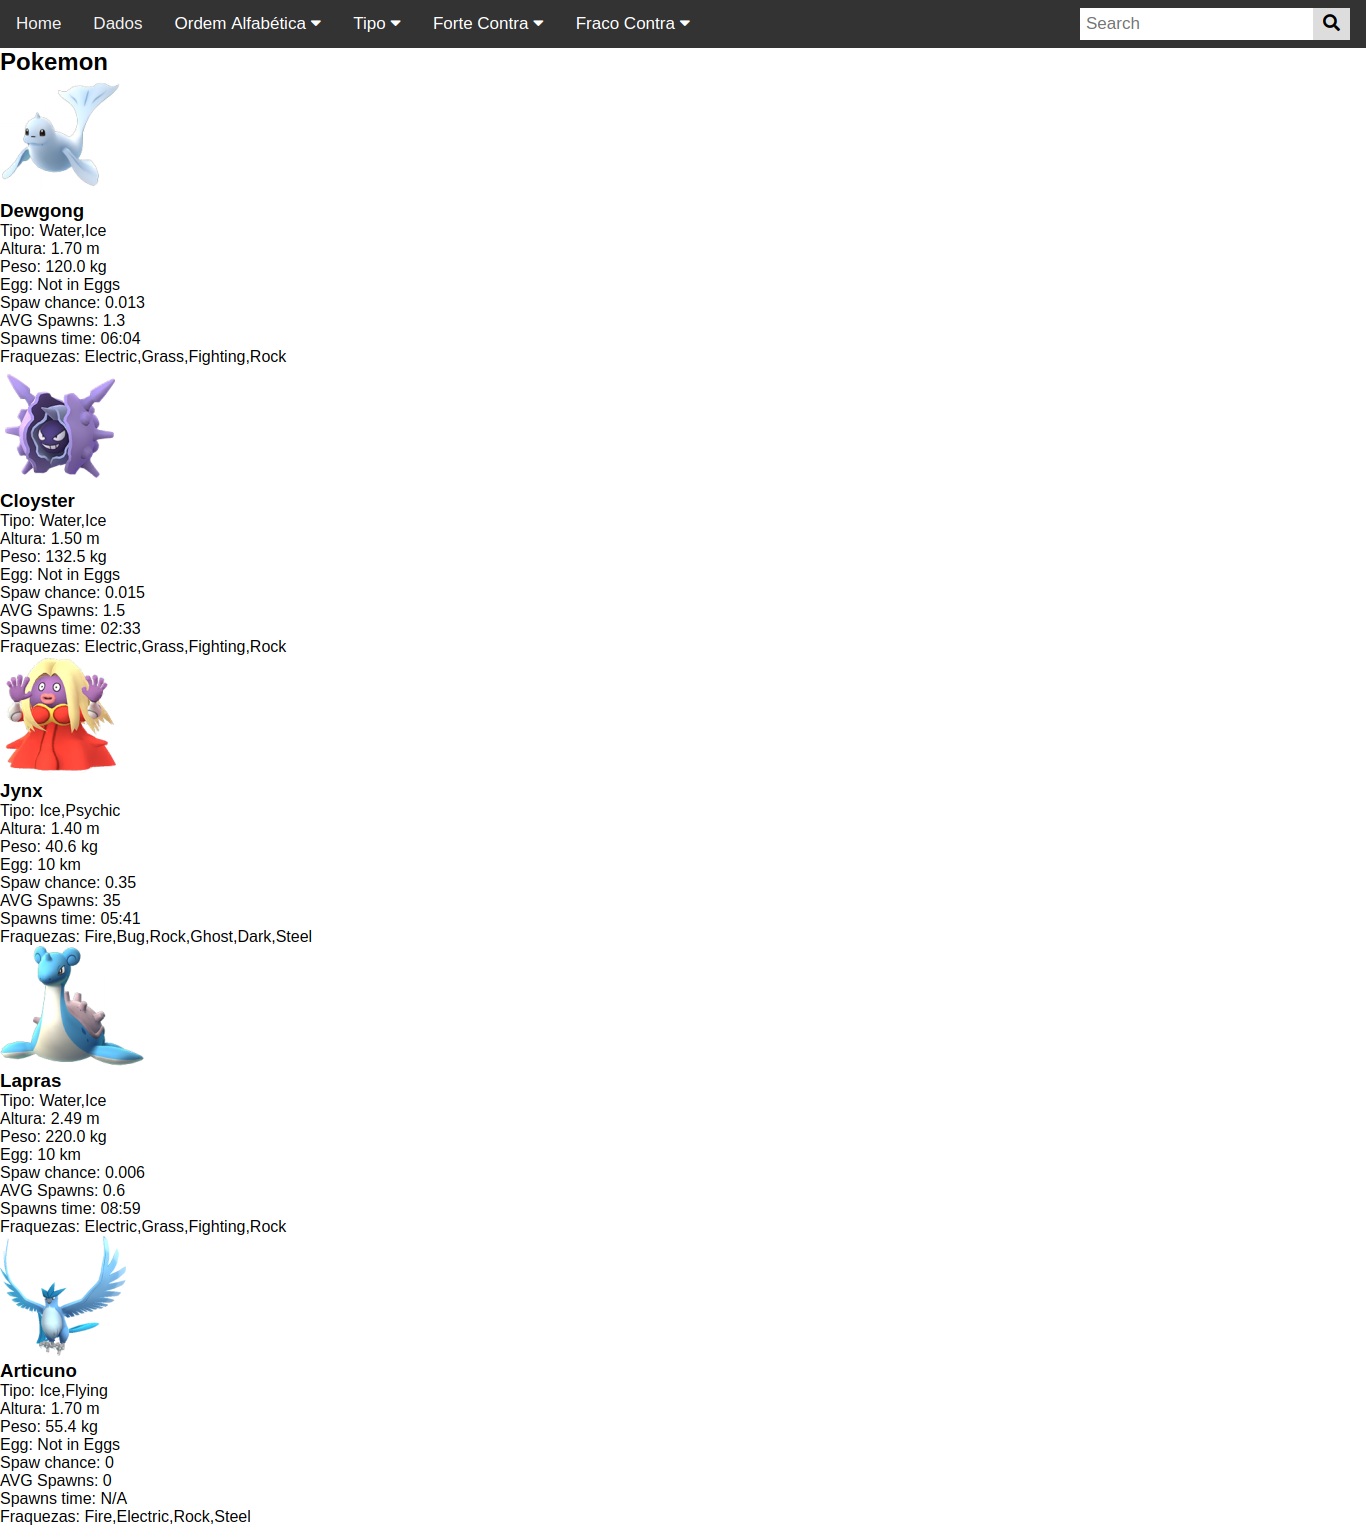 Home Dados Ordem Alfabética Tipo Forte Contra Fraco Contra Search
Pokemon
Dewgong
Tipo: Water,Ice
Altura: 1.70 m
Peso: 120.0 kg
Egg: Not in Eggs
Spaw chance: 0.013
AVG Spawns: 1.3
Spawns time: 06:04
Fraquezas: Electric,Grass,Fighting,Rock
Cloyster
Tipo: Water,Ice
Altura: 1.50 m
Peso: 132.5 kg
Egg: Not in Eggs
Spaw chance: 0.015
AVG Spawns: 1.5
Spawns time: 02:33
Fraquezas: Electric,Grass,Fighting,Rock
Jynx
Tipo: Ice,Psychic
Altura: 1.40 m
Peso: 40.6 kg
Egg: 10 km
Spaw chance: 0.35
AVG Spawns: 35
Spawns time: 05:41
Fraquezas: Fire,Bug,Rock,Ghost,Dark,Steel
Lapras
Tipo: Water,Ice
Altura: 2.49 m
Peso: 220.0 kg
Egg: 10 km
Spaw chance: 0.006
AVG Spawns: 0.6
Spawns time: 08:59
Fraquezas: Electric,Grass,Fighting,Rock
Articuno
Tipo: Ice,Flying
Altura: 1.70 m
Peso: 55.4 kg
Egg: Not in Eggs
Spaw chance: 0
AVG Spawns: 0
Spawns time: N/A
Fraquezas: Fire,Electric,Rock,Steel